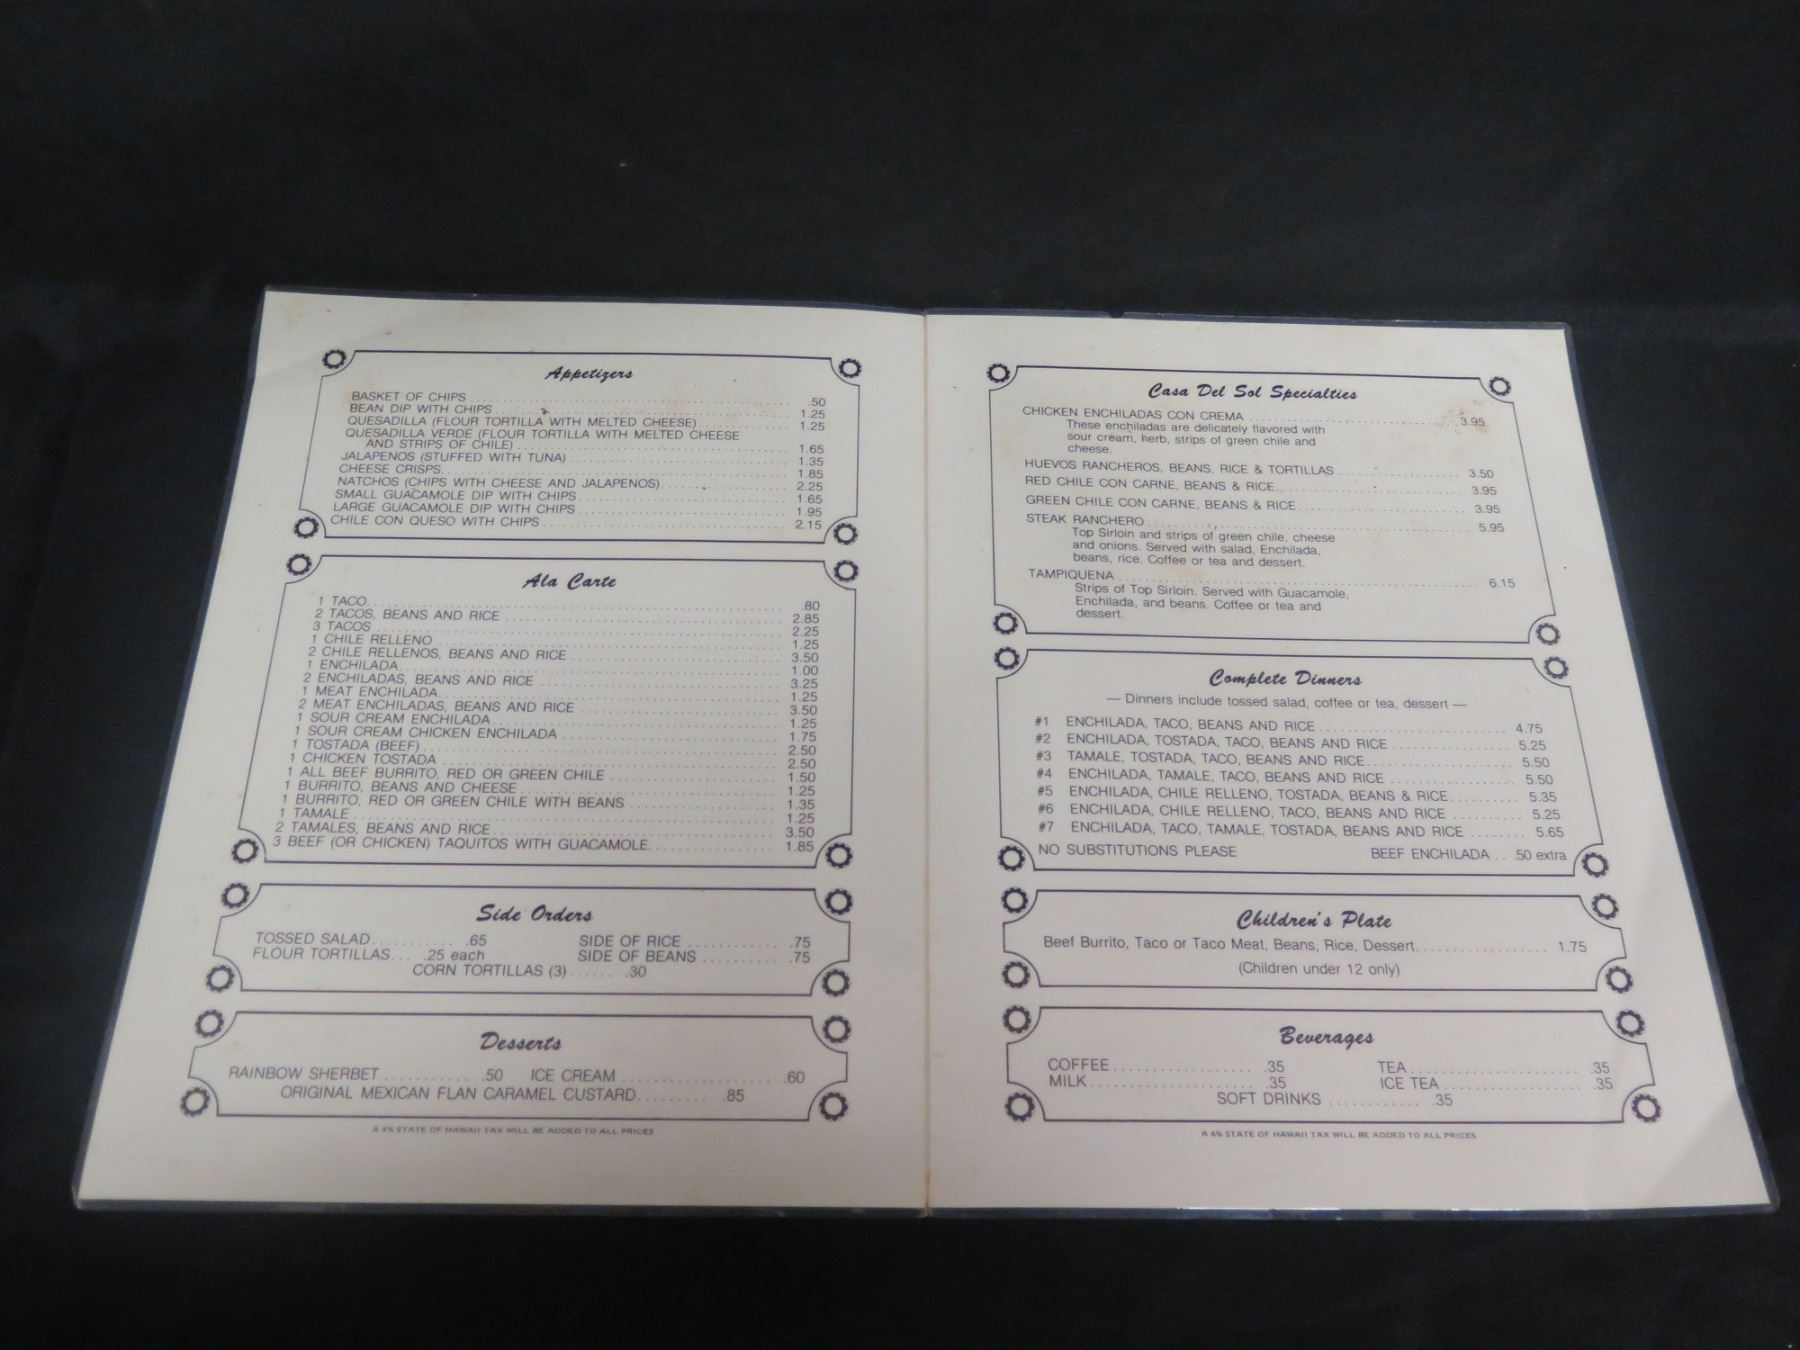 Appetizers
BASKET OF CHIPS .50
BEAN DIP WITH CHIPS 1.25
QUESADILLA (FLOUR TORTILLA WITH MELTED CHEESE) 1.25
QUESADILLA VERDE (FLOUR TORTILLA WITH MELTED CHEESE
AND STRIPS OF CHILE) 1.65
JALAPENOS (STUFFED WITH TUNA) 1.35
CHEESE CRISPS 1.85
NATCHOS (CHIPS WITH CHEESE AND JALAPENOS) 2.25
SMALL GUACAMOLE DIP WITH CHIPS 1.65
LARGE GUACAMOLE DIP WITH CHIPS 1.95
CHILE CON QUESO WITH CHIPS 2.15
Ala Carte
1 TACO .80
2 TACOS, BEANS AND RICE 2.85
3 TACOS 2.25
1 CHILE RELLENO 1.25
2 CHILE RELLENOS, BEANS AND RICE 3.50
1 ENCHILADA 1.00
2 ENCHILADAS, BEANS AND RICE 3.25
1 MEAT ENCHILADA 1.25
2 MEAT ENCHILADAS, BEANS AND RICE 3.50
1 SOUR CREAM ENCHILADA 1.25
1 SOUR CREAM CHICKEN ENCHILADA 1.75
1 TOSTADA (BEEF) 2.50
1 CHICKEN TOSTADA 2.50
1 ALL BEEF BURRITO, RED OR GREEN CHILE 1.50
1 BURRITO, BEANS AND CHEESE 1.25
1 BURRITO, RED OR GREEN CHILE WITH BEANS 1.35
1 TAMALE 1.25
2 TAMALES, BEANS AND RICE 3.50
3 BEEF (OR CHICKEN) TAQUITOS WITH GUACAMOLE 1.85
Side Orders
TOSSED SALAD .65 SIDE OF RICE .75
FLOUR TORTILLAS .25 each SIDE OF BEANS .75
CORN TORTILLAS (3) .30
Desserts
RAINBOW SHERBET .50 ICE CREAM .60
ORIGINAL MEXICAN FLAN CARAMEL CUSTARD .85
A 4% STATE OF HAWAII TAX WILL BE ADDED TO ALL PRICES
Casa Del Sol Specialties
CHICKEN ENCHILADAS CON CREMA 3.95
These enchiladas are delicately flavored with
sour cream, herb, strips of green chile and
cheese.
HUEVOS RANCHEROS, BEANS, RICE & TORTILLAS 3.50
RED CHILE CON CARNE, BEANS & RICE 3.95
GREEN CHILE CON CARNE, BEANS & RICE 3.95
STEAK RANCHERO 5.95
Top Sirloin and strips of green chile, cheese
and onions. Served with salad, Enchilada,
beans, rice. Coffee or tea and dessert.
TAMPIQUENA 6.15
Strips of Top Sirloin. Served with Guacamole,
Enchilada, and beans. Coffee or tea and
dessert.
Complete Dinners
— Dinners include tossed salad, coffee or tea, dessert —
#1 ENCHILADA, TACO, BEANS AND RICE 4.75
#2 ENCHILADA, TOSTADA, TACO, BEANS AND RICE 5.25
#3 TAMALE, TOSTADA, TACO, BEANS AND RICE 5.50
#4 ENCHILADA, TAMALE, TACO, BEANS AND RICE 5.50
#5 ENCHILADA, CHILE RELLENO, TOSTADA, BEANS & RICE 5.35
#6 ENCHILADA, CHILE RELLENO, TACO, BEANS AND RICE 5.25
#7 ENCHILADA, TACO, TAMALE, TOSTADA, BEANS AND RICE 5.65
NO SUBSTITUTIONS PLEASE BEEF ENCHILADA .50 extra
Children's Plate
Beef Burrito, Taco or Taco Meat, Beans, Rice, Dessert 1.75
(Children under 12 only)
Beverages
COFFEE .35 TEA .35
MILK .35 ICE TEA .35
SOFT DRINKS .35
A 4% STATE OF HAWAII TAX WILL BE ADDED TO ALL PRICES